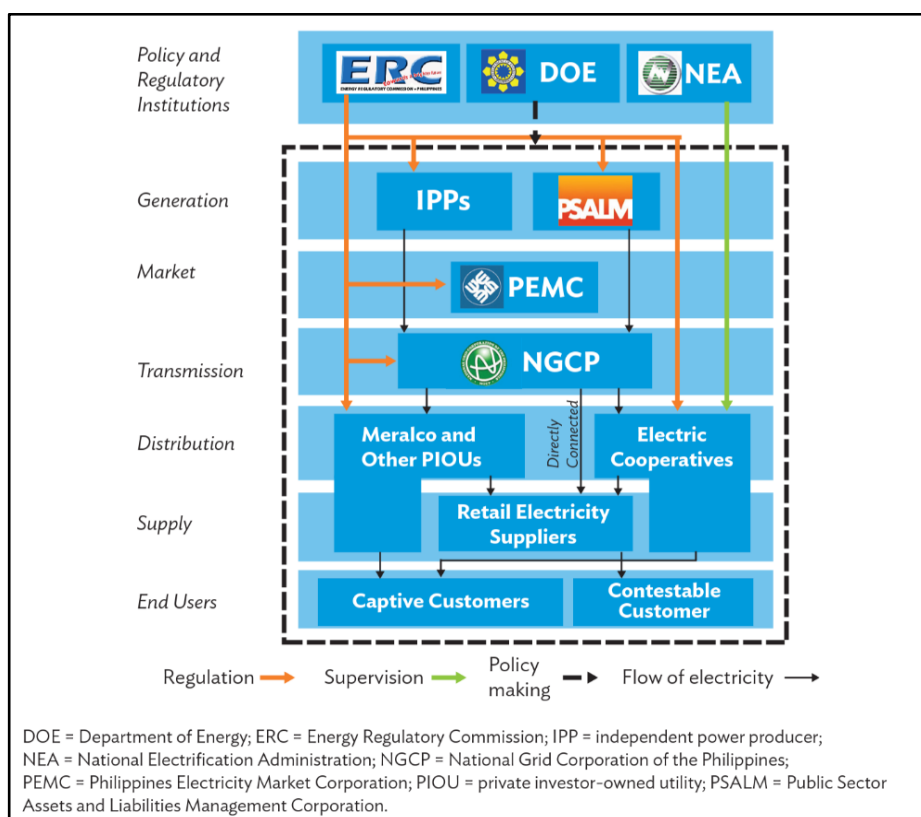 Policy and
Regulatory
Institutions
ERC
ENERGY REGULATORY COMMISSION • PHILIPPINES
DOE
NEA
Generation
IPPs
PSALM
Market
PEMC
Transmission
NGCP
Distribution
Meralco and
Other PIOUs
Directly
Connected
Electric
Cooperatives
Supply
Retail Electricity
Suppliers
End Users
Captive Customers
Contestable
Customer
Regulation
Supervision
Policy
making
Flow of electricity
DOE = Department of Energy; ERC = Energy Regulatory Commission; IPP = independent power producer;
NEA = National Electrification Administration; NGCP = National Grid Corporation of the Philippines;
PEMC = Philippines Electricity Market Corporation; PIOU = private investor-owned utility; PSALM = Public Sector
Assets and Liabilities Management Corporation.